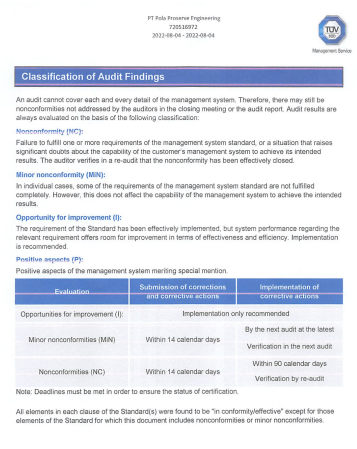 PT Pola Proserve Engineering
720516972
2022-08-04 - 2022-08-04
TÜV
SÜD
Management Service
Classification of Audit Findings
An audit cannot cover each and every detail of the management system. Therefore, there may still be
nonconformities not addressed by the auditors in the closing meeting or the audit report. Audit results are
always evaluated on the basis of the following classification:
Nonconformity (NC):
Failure to fulfill one or more requirements of the management system standard, or a situation that raises
significant doubts about the capability of the customer's management system to achieve its intended
results. The auditor verifies in a re-audit that the nonconformity has been effectively closed.
Minor nonconformity (MiN):
In individual cases, some of the requirements of the management system standard are not fulfilled
completely. However, this does not affect the capability of the management system to achieve the intended
results.
Opportunity for improvement (I):
The requirement of the Standard has been effectively implemented, but system performance regarding the
relevant requirement offers room for improvement in terms of effectiveness and efficiency. Implementation
is recommended.
Positive aspects (P):
Positive aspects of the management system meriting special mention.
Evaluation
Submission of corrections
and corrective actions
Implementation of
corrective actions
Opportunities for improvement (I):
Implementation only recommended
Minor nonconformities (MiN)
Within 14 calendar days
By the next audit at the latest
Verification in the next audit
Nonconformities (NC)
Within 14 calendar days
Within 90 calendar days
Verification by re-audit
Note: Deadlines must be met in order to ensure the status of certification.
All elements in each clause of the Standard(s) were found to be "in conformity/effective" except for those
elements of the Standard for which this document includes nonconformities or minor nonconformities.